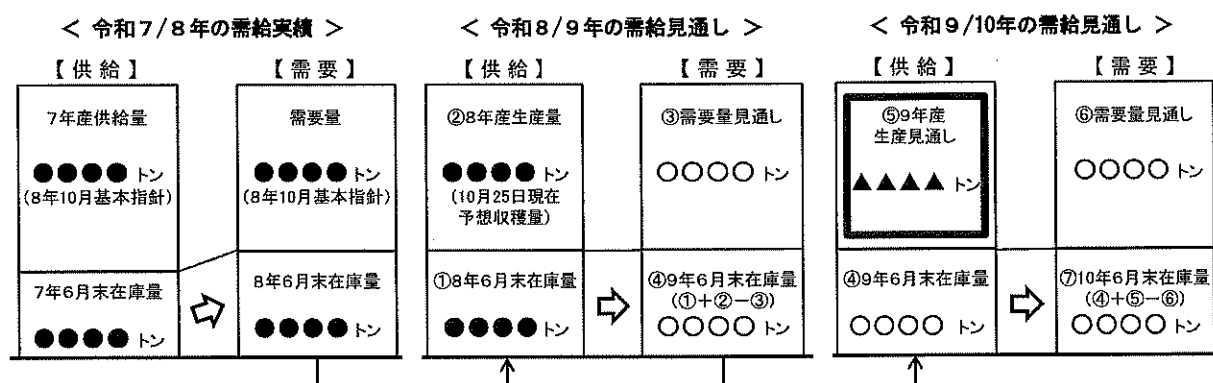 < 令和7/8年の需給実績 >
【供給】
【需要】
7年産供給量
●●●●トン
(8年10月基本指針)
需要量
●●●●トン
(8年10月基本指針)
7年6月末在庫量
●●●●トン
8年6月末在庫量
●●●●トン
< 令和8/9年の需給見通し >
【供給】
【需要】
②8年産生産量
●●●●トン
(10月25日現在
予想収穫量)
③需要量見通し
○○○○トン
①8年6月末在庫量
●●●●トン
④9年6月末在庫量
(①+②-③)
○○○○トン
< 令和9/10年の需給見通し >
【供給】
【需要】
⑤9年産
生産見通し
▲▲▲▲トン
⑥需要量見通し
○○○○トン
④9年6月末在庫量
○○○○トン
⑦10年6月末在庫量
(④+⑤-⑥)
○○○○トン